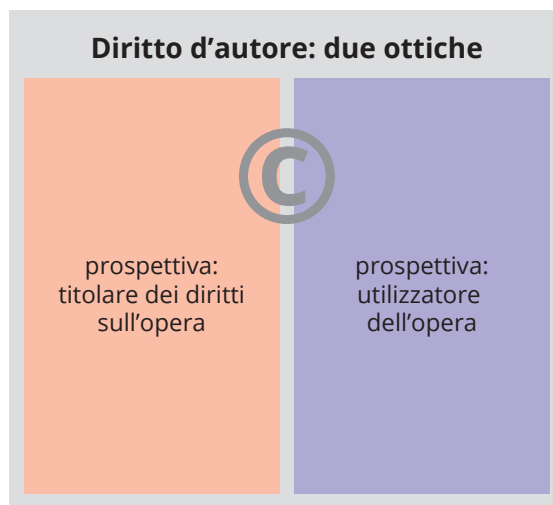 Diritto d’autore: due ottiche
©
prospettiva:
titolare dei diritti
sull’opera
prospettiva:
utilizzatore
dell’opera